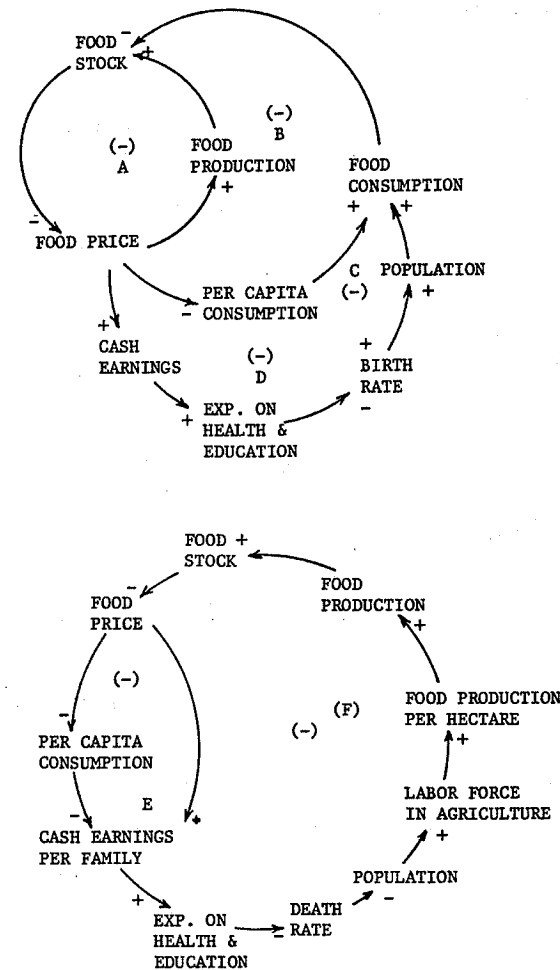 FOOD -
STOCK +
(-)
B
(-)
A
FOOD
PRODUCTION
+
FOOD
CONSUMPTION
+ +
-
FOOD PRICE
C POPULATION
(-) +
PER CAPITA
- CONSUMPTION
+
CASH
EARNINGS
(-)
D
+
BIRTH
RATE
-
+ EXP. ON
HEALTH &
EDUCATION
FOOD +
STOCK
FOOD
PRODUCTION
+
-
FOOD
PRICE
(-)
(F)
(-)
FOOD PRODUCTION
PER HECTARE
+
-
PER CAPITA
CONSUMPTION
LABOR FORCE
IN AGRICULTURE
+
E
- +
CASH EARNINGS
PER FAMILY
POPULATION
-
+
EXP. ON
HEALTH &
EDUCATION
DEATH
- RATE